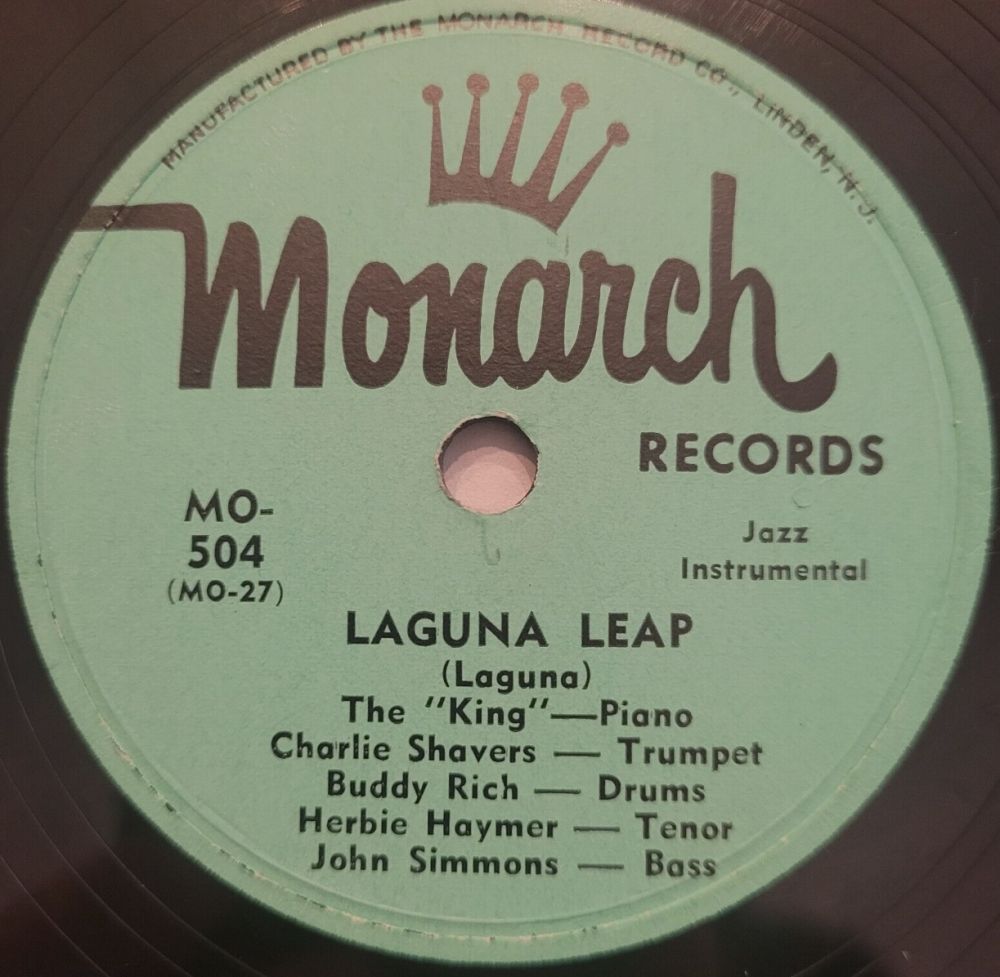 MANUFACTURED BY THE MONARCH RECORD CO., LINDEN, N. J.
Monarch
RECORDS
MO-
504
(MO-27)
Jazz
Instrumental
LAGUNA LEAP
(Laguna)
The "King"—Piano
Charlie Shavers — Trumpet
Buddy Rich — Drums
Herbie Haymer — Tenor
John Simmons — Bass